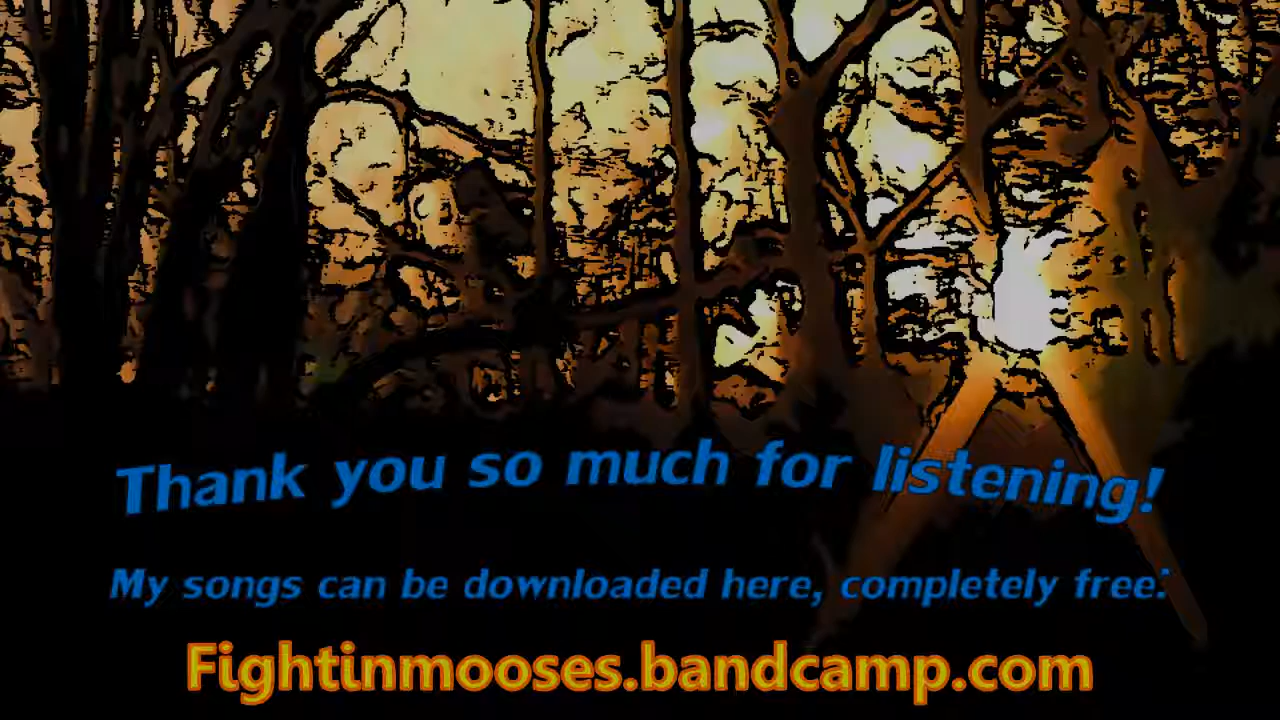 Thank you so much for listening!
My songs can be downloaded here, completely free:
Fightinmooses.bandcamp.com